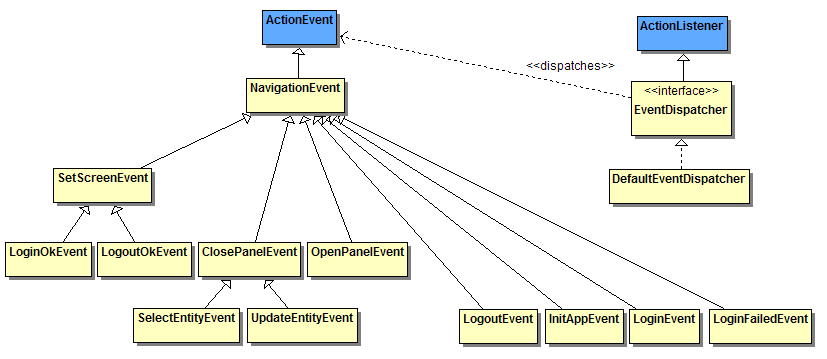 ActionEvent
ActionListener
<<dispatches>>
NavigationEvent
<<interface>>
EventDispatcher
SetScreenEvent
DefaultEventDispatcher
LoginOkEvent
LogoutOkEvent
ClosePanelEvent
OpenPanelEvent
SelectEntityEvent
UpdateEntityEvent
LogoutEvent
InitAppEvent
LoginEvent
LoginFailedEvent